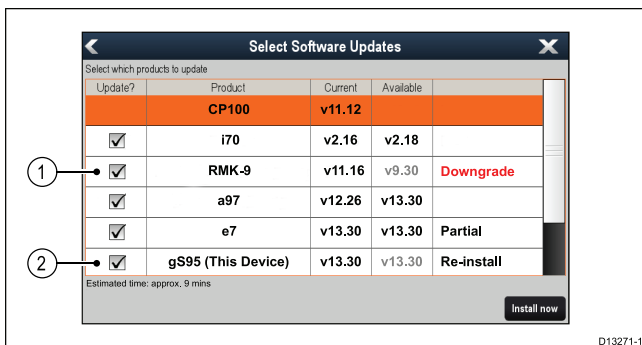 Select Software Updates
Select which products to update
Update? Product Current Available
CP100 v11.12
i70 v2.16 v2.18
1 RMK-9 v11.16 v9.30 Downgrade
a97 v12.26 v13.30
e7 v13.30 v13.30 Partial
2 gS95 (This Device) v13.30 v13.30 Re-install
Estimated time: approx. 9 mins
Install now
D13271-1